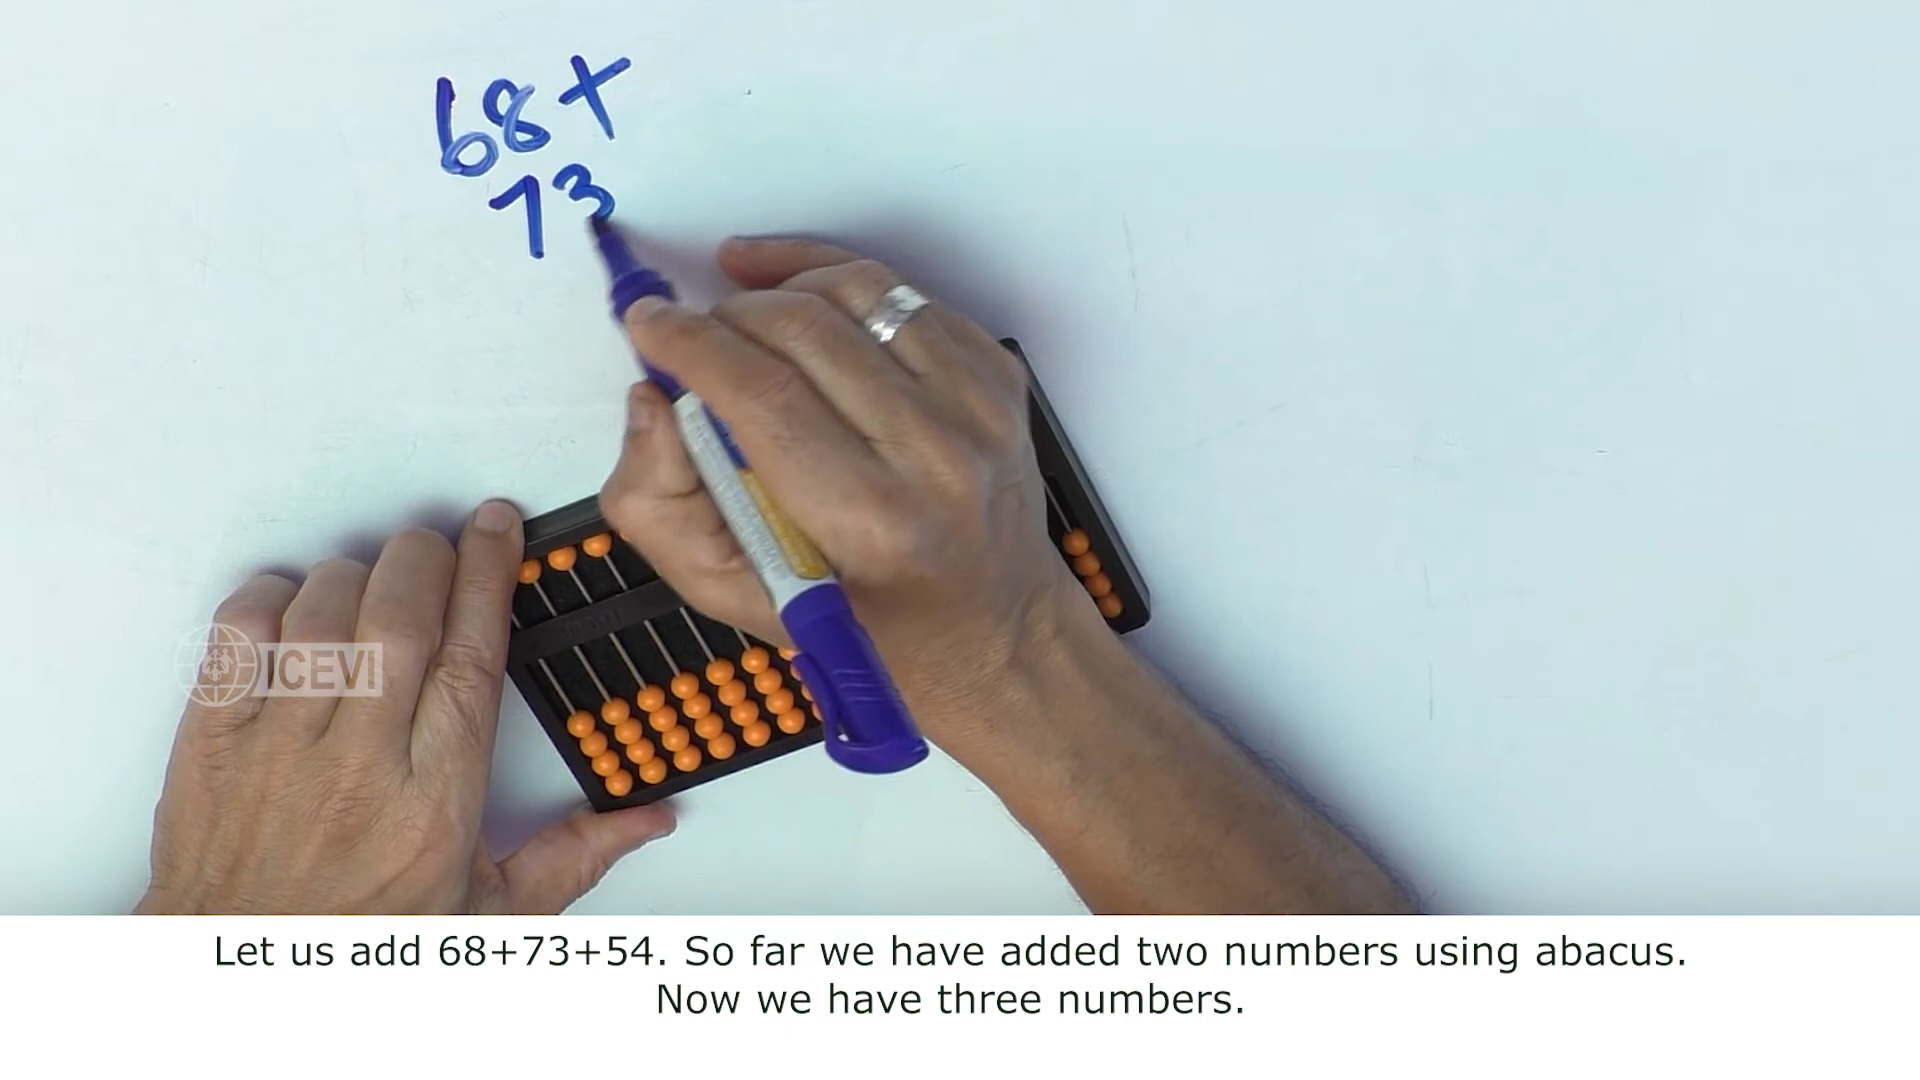 68+
73
ICEVI
Let us add 68+73+54. So far we have added two numbers using abacus.
Now we have three numbers.